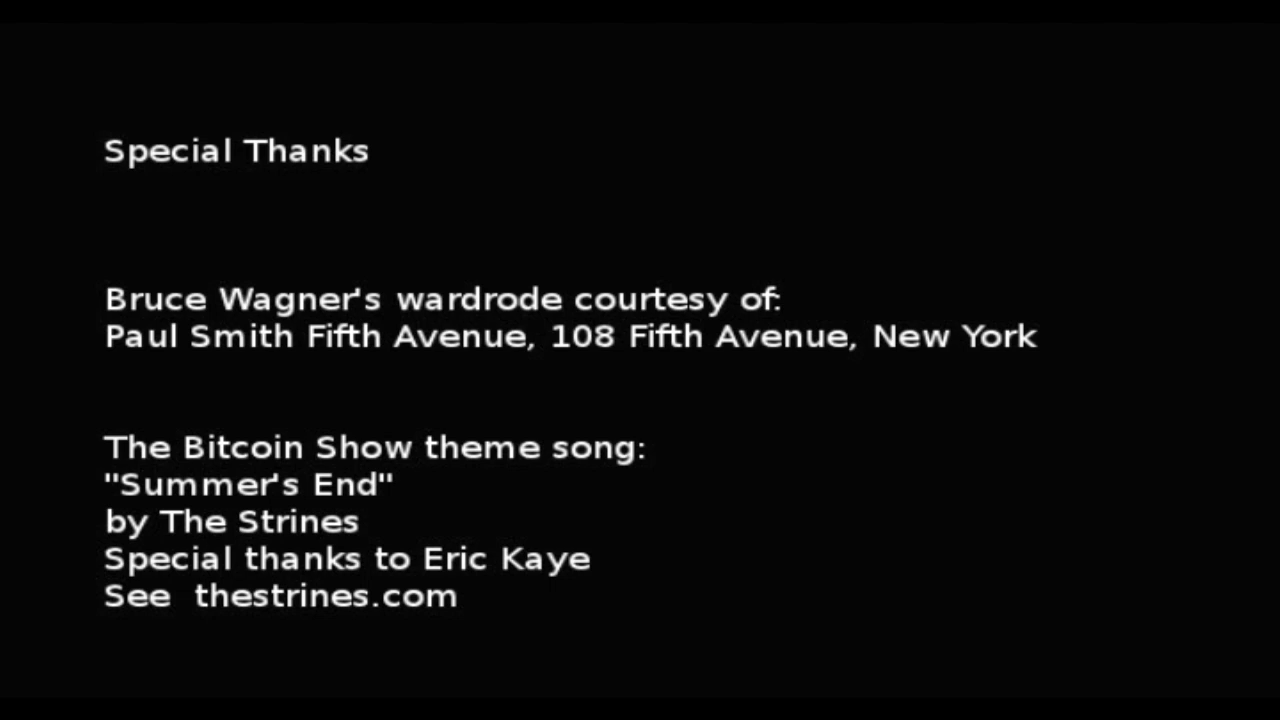 Special Thanks
Bruce Wagner's wardrode courtesy of:
Paul Smith Fifth Avenue, 108 Fifth Avenue, New York
The Bitcoin Show theme song:
"Summer's End"
by The Strines
Special thanks to Eric Kaye
See  thestrines.com